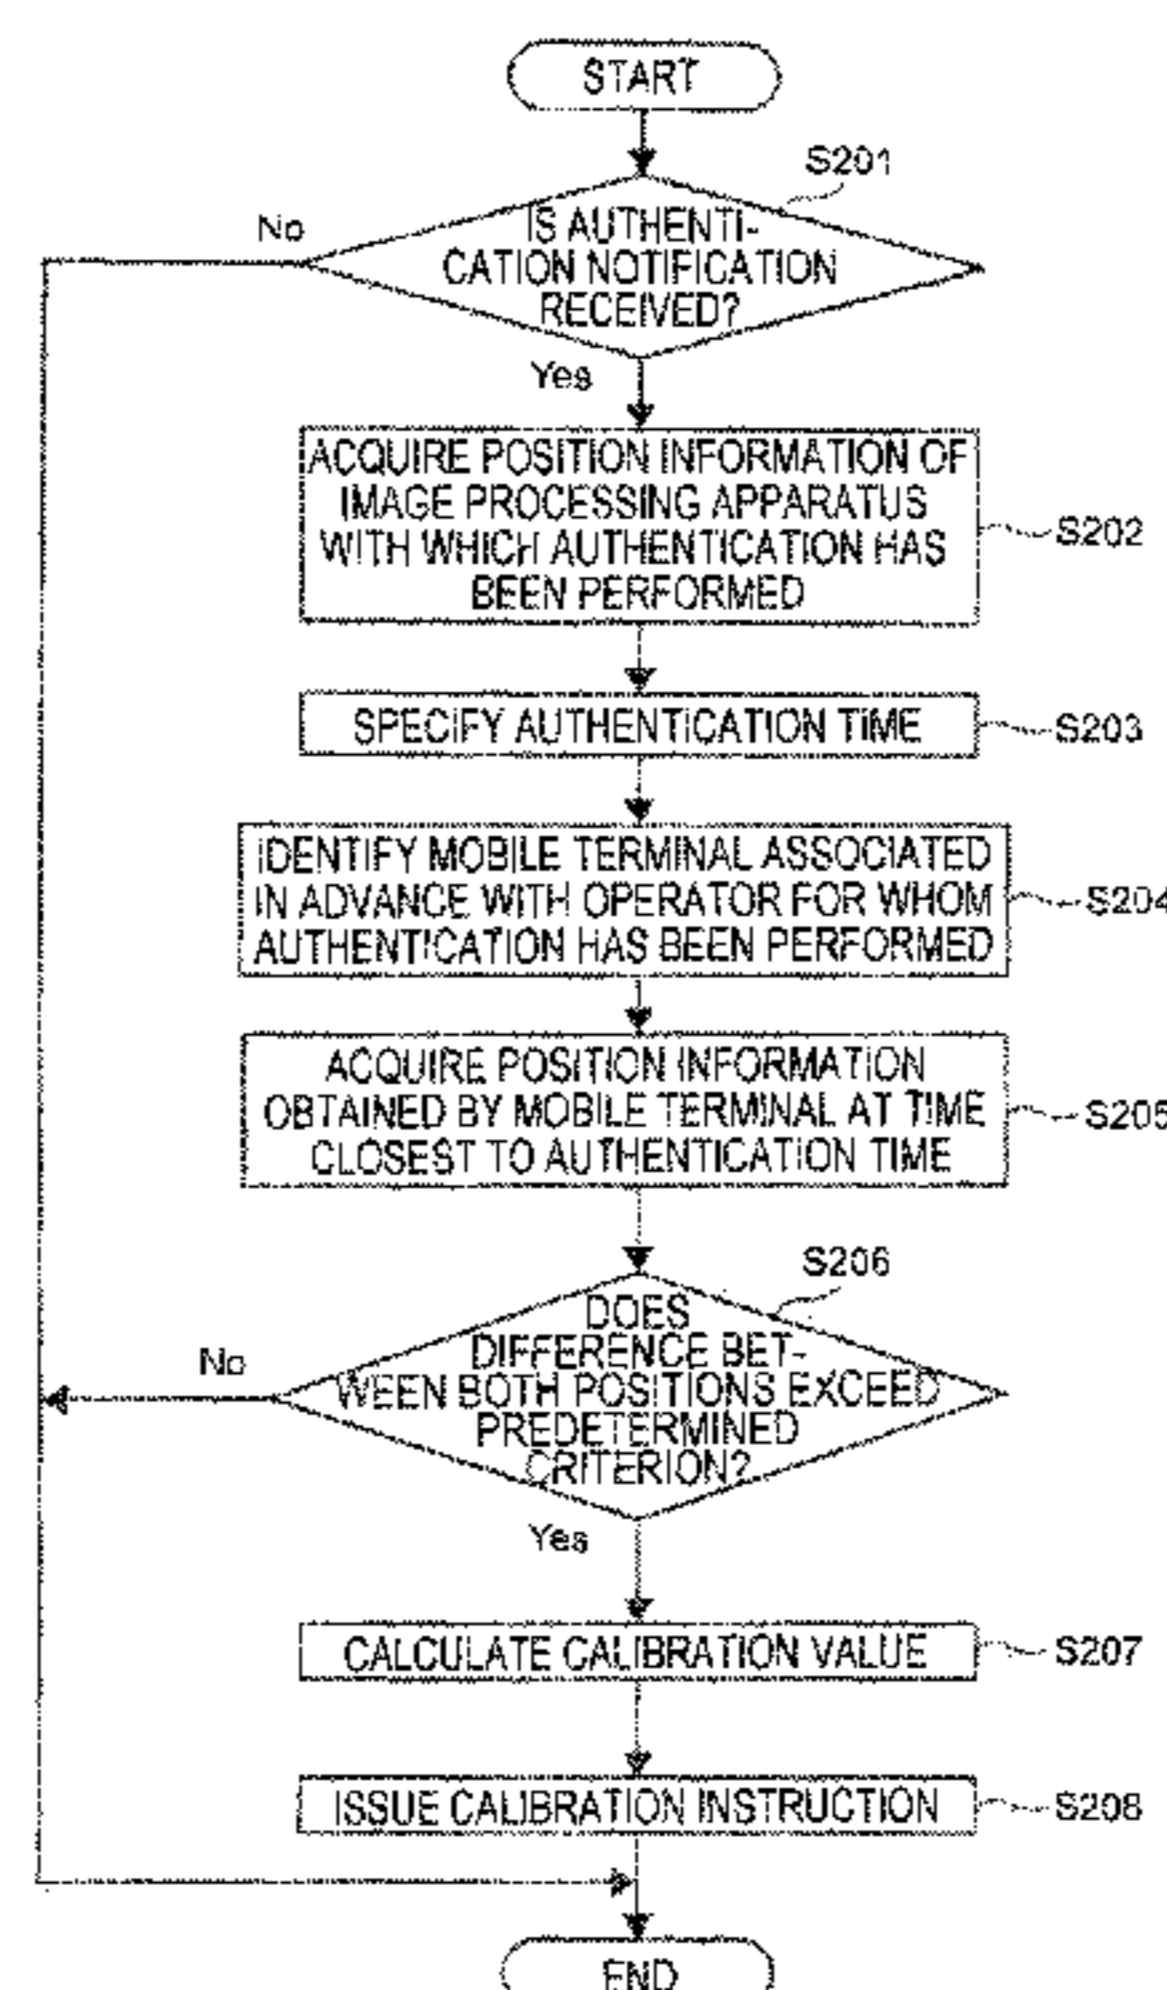 START
S201
No
IS AUTHENTI-
CATION NOTIFICATION
RECEIVED?
Yes
ACQUIRE POSITION INFORMATION OF
IMAGE PROCESSING APPARATUS
WITH WHICH AUTHENTICATION HAS
BEEN PERFORMED
S202
SPECIFY AUTHENTICATION TIME
S203
IDENTIFY MOBILE TERMINAL ASSOCIATED
IN ADVANCE WITH OPERATOR FOR WHOM
AUTHENTICATION HAS BEEN PERFORMED
S204
ACQUIRE POSITION INFORMATION
OBTAINED BY MOBILE TERMINAL AT TIME
CLOSEST TO AUTHENTICATION TIME
S205
S206
No
DOES
DIFFERENCE BET-
WEEN BOTH POSITIONS EXCEED
PREDETERMINED
CRITERION?
Yes
CALCULATE CALIBRATION VALUE
S207
ISSUE CALIBRATION INSTRUCTION
S208
END